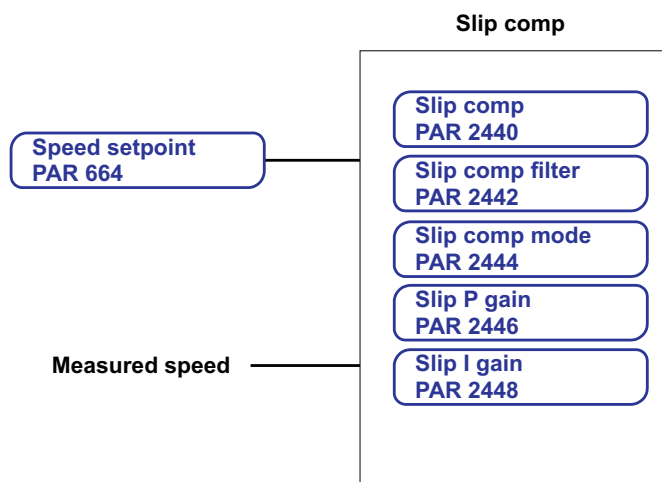 Slip comp
Speed setpoint
PAR 664
Measured speed
Slip comp
PAR 2440
Slip comp filter
PAR 2442
Slip comp mode
PAR 2444
Slip P gain
PAR 2446
Slip I gain
PAR 2448